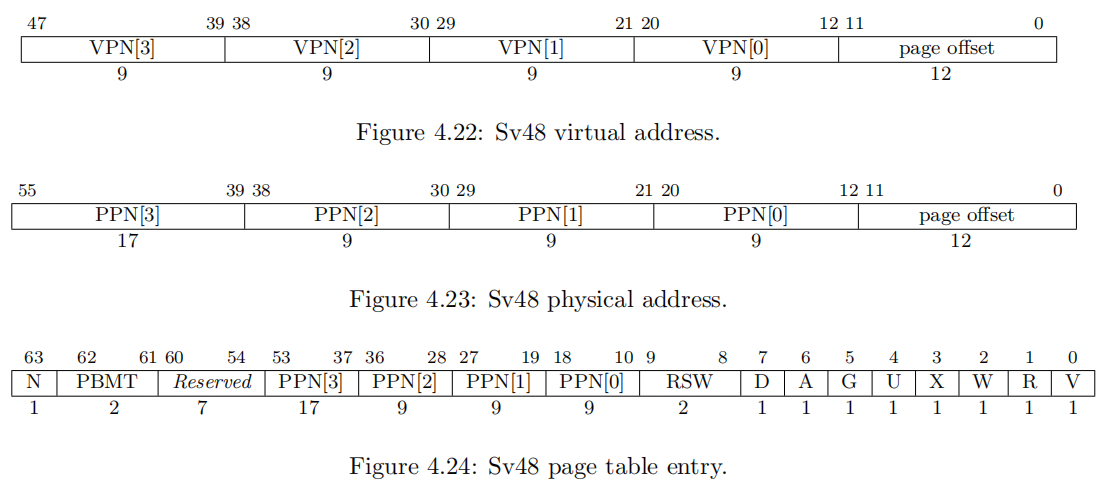 47 39 38 30 29 21 20 12 11 0
VPN[3] VPN[2] VPN[1] VPN[0] page offset
9 9 9 9 12
Figure 4.22: Sv48 virtual address.
55 39 38 30 29 21 20 12 11 0
PPN[3] PPN[2] PPN[1] PPN[0] page offset
17 9 9 9 12
Figure 4.23: Sv48 physical address.
63 62 61 60 54 53 37 36 28 27 19 18 10 9 8 7 6 5 4 3 2 1 0
N PBMT Reserved PPN[3] PPN[2] PPN[1] PPN[0] RSW D A G U X W R V
1 2 7 17 9 9 9 2 1 1 1 1 1 1 1 1
Figure 4.24: Sv48 page table entry.